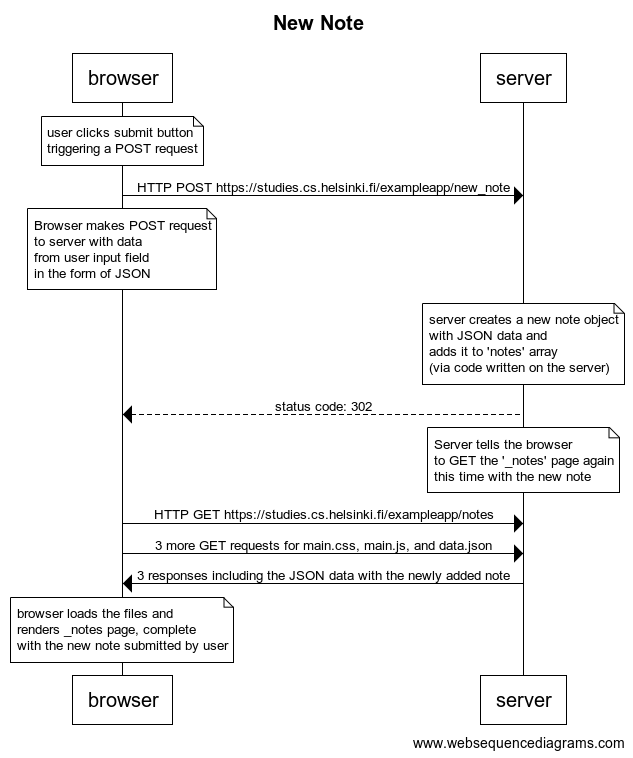 New Note
browser
server
user clicks submit button
triggering a POST request
HTTP POST https://studies.cs.helsinki.fi/exampleapp/new_note
Browser makes POST request
to server with data
from user input field
in the form of JSON
server creates a new note object
with JSON data and
adds it to 'notes' array
(via code written on the server)
status code: 302
Server tells the browser
to GET the '_notes' page again
this time with the new note
HTTP GET https://studies.cs.helsinki.fi/exampleapp/notes
3 more GET requests for main.css, main.js, and data.json
3 responses including the JSON data with the newly added note
browser loads the files and
renders _notes page, complete
with the new note submitted by user
browser
server
www.websequencediagrams.com